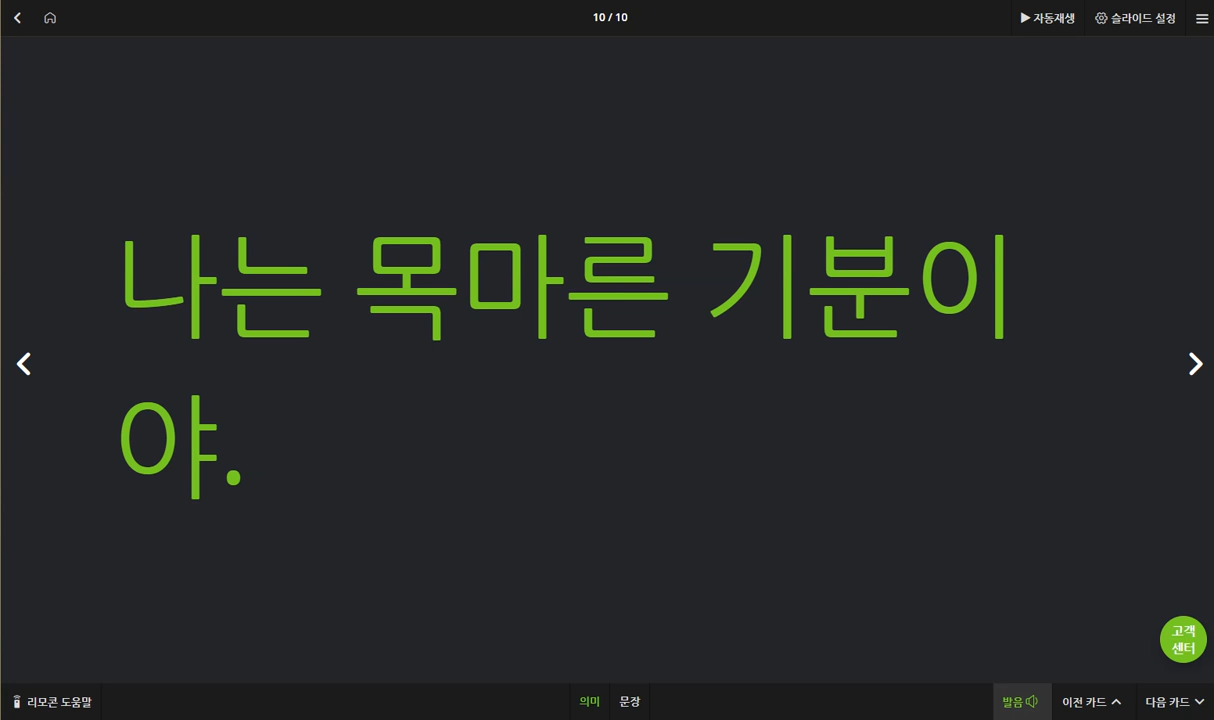 10 / 10
자동재생
슬라이드 설정
나는 목마른 기분이
야.
고객
센터
리모콘 도움말
의미
문장
발음
이전 카드
다음 카드